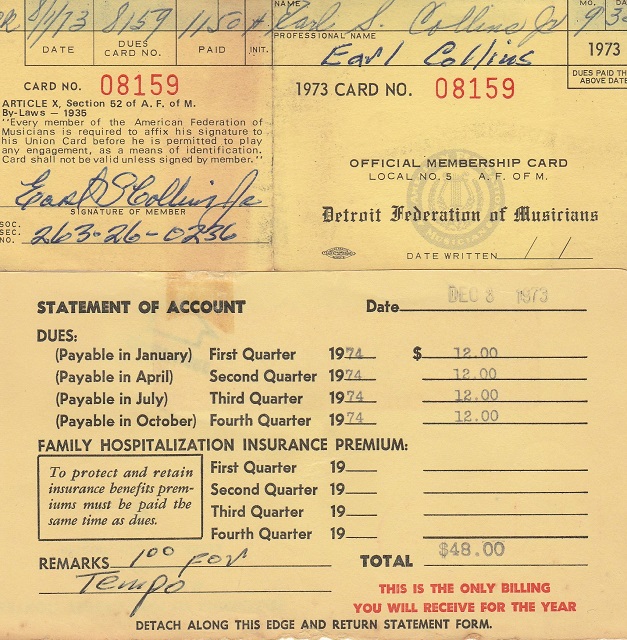 8/1/73 8159 11.50
DATE DUES CARD NO. PAID INIT.
CARD NO. 08159
ARTICLE X, Section 52 of A. F. of M.
By-Laws — 1935
"Every member of the American Federation of
Musicians is required to affix his signature to
his Union Card before he is permitted to play
any engagement, as a means of identification.
Card shall not be valid unless signed by member."
Earl S Collins Jr
SIGNATURE OF MEMBER
SOC. SEC. NO. 263-26-0236
NAME Earl S. Collins Jr
PROFESSIONAL NAME
Earl Collins
MO.
1973
DUES PAID
ABOVE DATE
1973 CARD NO. 08159
OFFICIAL MEMBERSHIP CARD
LOCAL NO. 5 A. F. OF M.
Detroit Federation of Musicians
DATE WRITTEN / /
STATEMENT OF ACCOUNT Date DEC 3 1973
DUES:
(Payable in January) First Quarter 1974 $ 12.00
(Payable in April) Second Quarter 1974 12.00
(Payable in July) Third Quarter 1974 12.00
(Payable in October) Fourth Quarter 1974 12.00
FAMILY HOSPITALIZATION INSURANCE PREMIUM:
To protect and retain
insurance benefits prem-
iums must be paid the
same time as dues.
First Quarter 19
Second Quarter 19
Third Quarter 19
Fourth Quarter 19
REMARKS 1 00 for TOTAL $48.00
Tempo
THIS IS THE ONLY BILLING
YOU WILL RECEIVE FOR THE YEAR
DETACH ALONG THIS EDGE AND RETURN STATEMENT FORM.